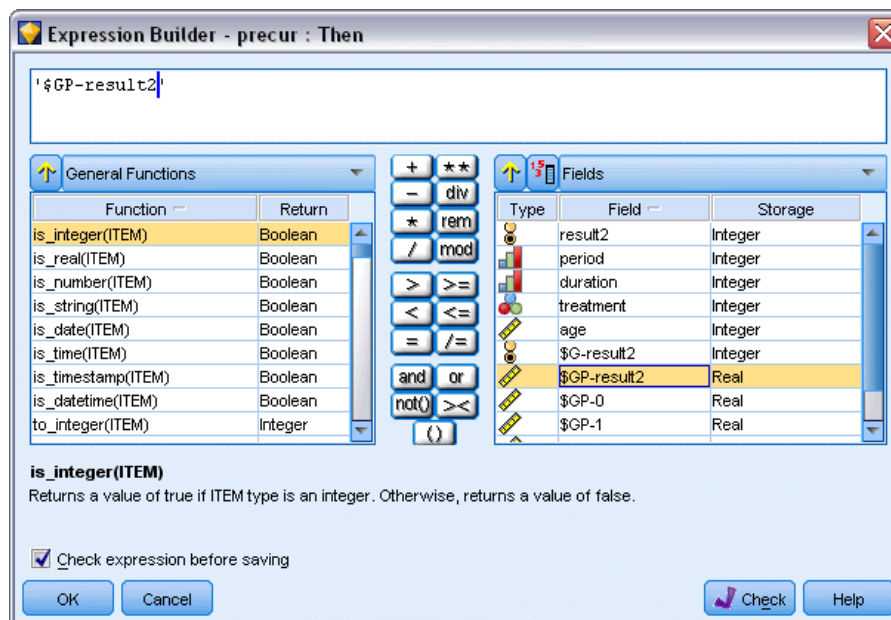 Expression Builder - precur : Then
'$GP-result2'
General Functions
Function Return
is_integer(ITEM) Boolean
is_real(ITEM) Boolean
is_number(ITEM) Boolean
is_string(ITEM) Boolean
is_date(ITEM) Boolean
is_time(ITEM) Boolean
is_timestamp(ITEM) Boolean
is_datetime(ITEM) Boolean
to_integer(ITEM) Integer
+ **
- div
* rem
/ mod
> >=
< <=
= /=
and or
not() ><
()
Fields
Type Field Storage
result2 Integer
period Integer
duration Integer
treatment Integer
age Integer
$G-result2 Integer
$GP-result2 Real
$GP-0 Real
$GP-1 Real
is_integer(ITEM)
Returns a value of true if ITEM type is an integer. Otherwise, returns a value of false.
Check expression before saving
OK Cancel Check Help